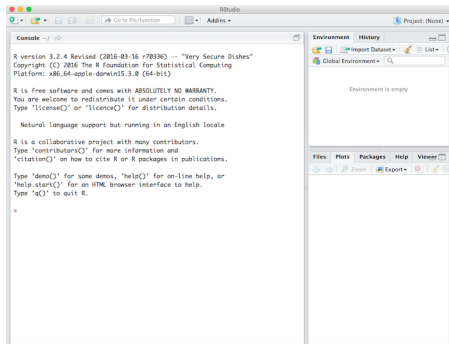 RStudio
Go to file/function
Addins
Project: (None)
Console ~/
R version 3.2.4 Revised (2016-03-16 r70336) -- "Very Secure Dishes"
Copyright (C) 2016 The R Foundation for Statistical Computing
Platform: x86_64-apple-darwin15.3.0 (64-bit)
R is free software and comes with ABSOLUTELY NO WARRANTY.
You are welcome to redistribute it under certain conditions.
Type 'license()' or 'licence()' for distribution details.
Natural language support but running in an English locale
R is a collaborative project with many contributors.
Type 'contributors()' for more information and
'citation()' on how to cite R or R packages in publications.
Type 'demo()' for some demos, 'help()' for on-line help, or
'help.start()' for an HTML browser interface to help.
Type 'q()' to quit R.
>
Environment History
Import Dataset List
Global Environment
Environment is empty
Files Plots Packages Help Viewer
Zoom Export